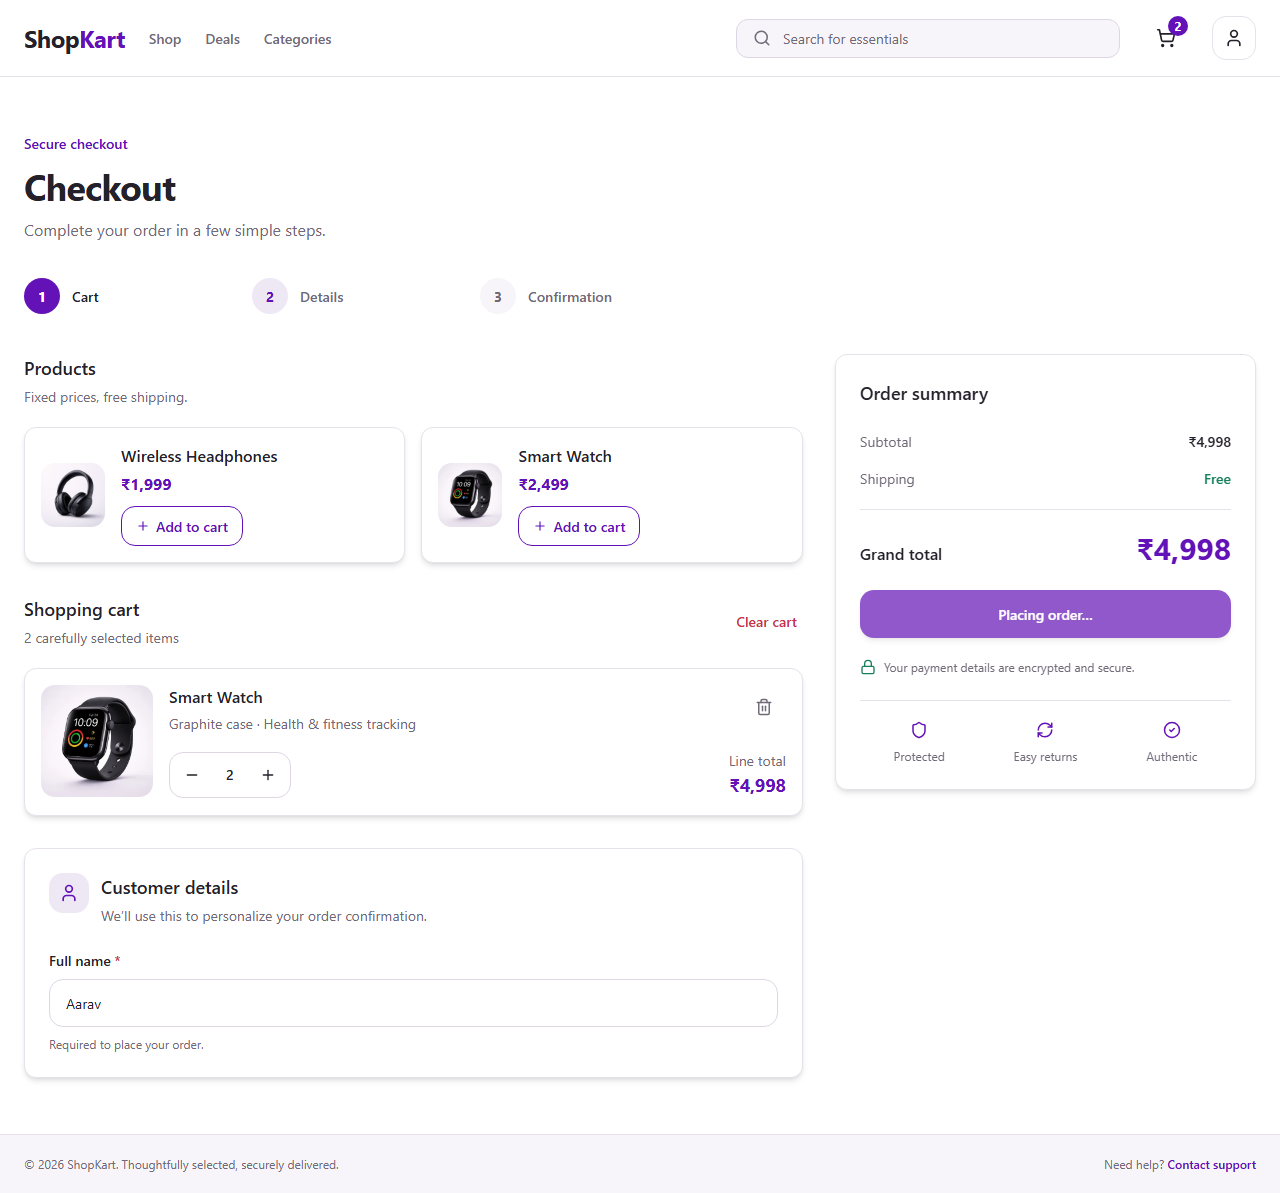 ShopKart Shop Deals Categories Search for essentials 2
Secure checkout
Checkout
Complete your order in a few simple steps.
1 Cart 2 Details 3 Confirmation
Products
Fixed prices, free shipping.
Wireless Headphones
₹1,999
+ Add to cart
Smart Watch
₹2,499
+ Add to cart
Shopping cart
2 carefully selected items
Clear cart
10:09
Smart Watch
Graphite case · Health & fitness tracking
− 2 +
Line total
₹4,998
Customer details
We'll use this to personalize your order confirmation.
Full name *
Aarav
Required to place your order.
Order summary
Subtotal ₹4,998
Shipping Free
Grand total ₹4,998
Placing order...
Your payment details are encrypted and secure.
Protected Easy returns Authentic
© 2026 ShopKart. Thoughtfully selected, securely delivered.
Need help? Contact support